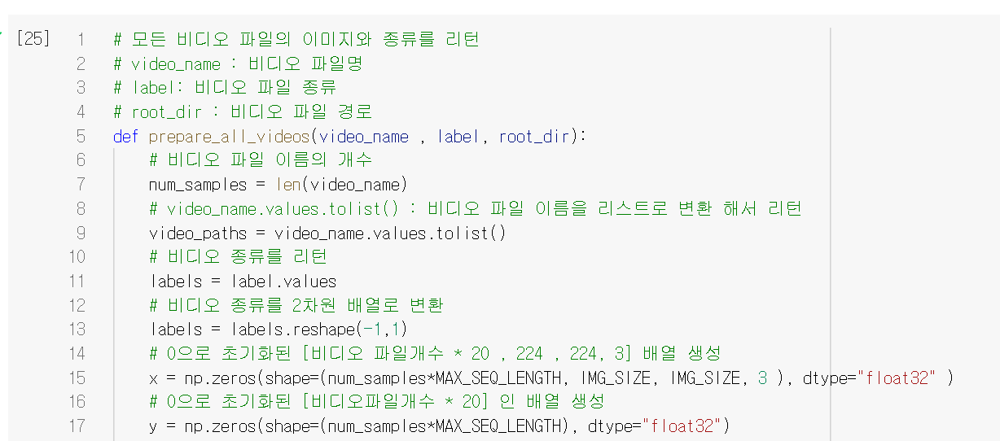 [25] 1 # 모든 비디오 파일의 이미지와 종류를 리턴
2 # video_name : 비디오 파일명
3 # label: 비디오 파일 종류
4 # root_dir : 비디오 파일 경로
5 def prepare_all_videos(video_name , label, root_dir):
6 # 비디오 파일 이름의 개수
7 num_samples = len(video_name)
8 # video_name.values.tolist() : 비디오 파일 이름을 리스트로 변환 해서 리턴
9 video_paths = video_name.values.tolist()
10 # 비디오 종류를 리턴
11 labels = label.values
12 # 비디오 종류를 2차원 배열로 변환
13 labels = labels.reshape(-1,1)
14 # 0으로 초기화된 [비디오 파일개수 * 20 , 224 , 224, 3] 배열 생성
15 x = np.zeros(shape=(num_samples*MAX_SEQ_LENGTH, IMG_SIZE, IMG_SIZE, 3 ), dtype="float32" )
16 # 0으로 초기화된 [비디오파일개수 * 20] 인 배열 생성
17 y = np.zeros(shape=(num_samples*MAX_SEQ_LENGTH), dtype="float32")